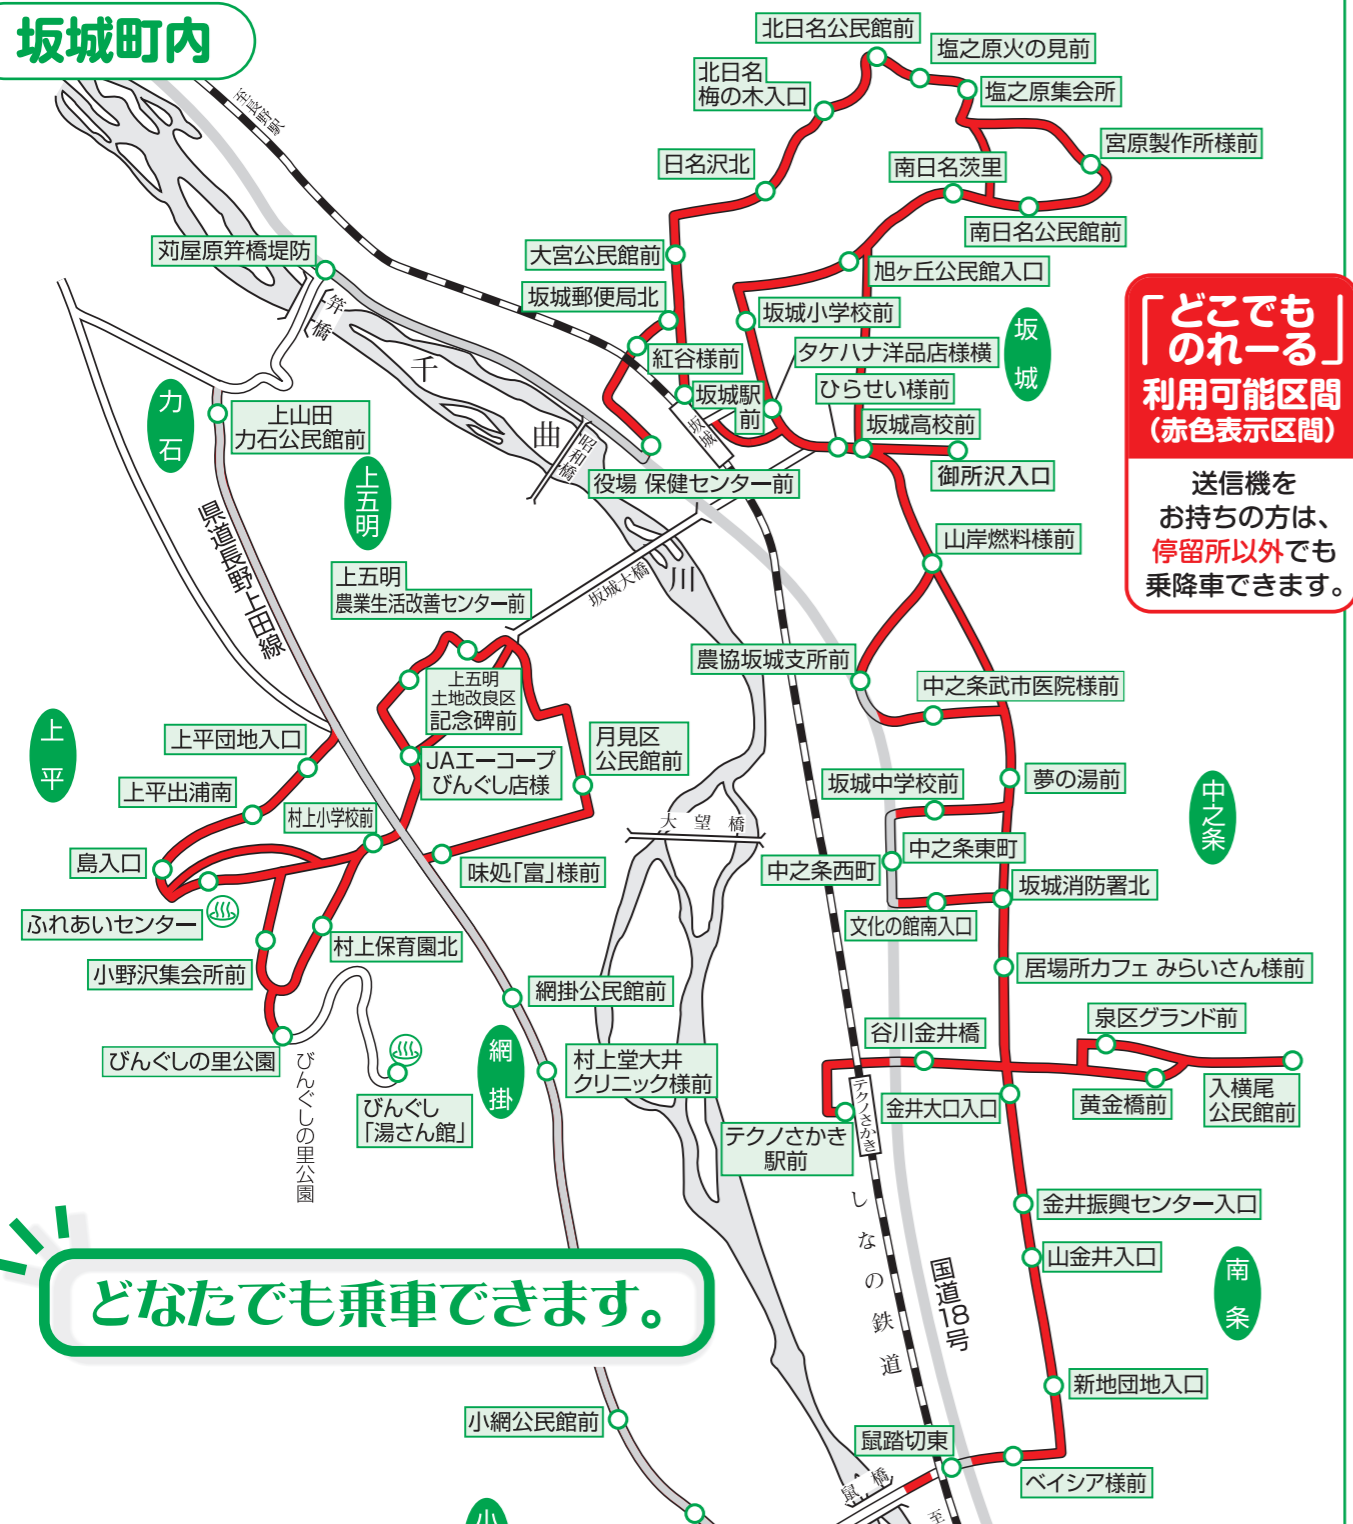 坂城町内
至長野駅
北日名公民館前
塩之原火の見前
北日名
梅の木入口
塩之原集会所
宮原製作所様前
日名沢北
南日名茨里
南日名公民館前
苅屋原笄橋堤防
笄橋
大宮公民館前
旭ヶ丘公民館入口
坂城郵便局北
坂城小学校前
坂城
「どこでも
のれーる」
利用可能区間
（赤色表示区間）
送信機を
お持ちの方は、
停留所以外でも
乗降車できます。
紅谷様前
タケハナ洋品店様横
ひらせい様前
坂城駅
前
坂城
坂城高校前
御所沢入口
力石
上山田
力石公民館前
千曲川
昭和橋
役場 保健センター前
上五明
県道長野上田線
山岸燃料様前
上五明
農業生活改善センター前
坂城大橋
農協坂城支所前
中之条武市医院様前
上五明
土地改良区
記念碑前
上平
上平団地入口
月見区
公民館前
JAエーコープ
びんぐし店様
上平出浦南
村上小学校前
坂城中学校前
夢の湯前
中之条
大望橋
島入口
味処「富」様前
中之条西町
中之条東町
坂城消防署北
ふれあいセンター
文化の館南入口
村上保育園北
小野沢集会所前
居場所カフェ みらいさん様前
網掛公民館前
泉区グランド前
谷川金井橋
びんぐしの里公園
網掛
村上堂大井
クリニック様前
びんぐしの里公園
びんぐし
「湯さん館」
テクノさかき
金井大口入口
黄金橋前
入横尾
公民館前
テクノさかき
駅前
金井振興センター入口
しなの鉄道
国道18号
山金井入口
南条
どなたでも乗車できます。
新地団地入口
小網公民館前
鼠踏切東
ベイシア様前
鼠橋
至
小